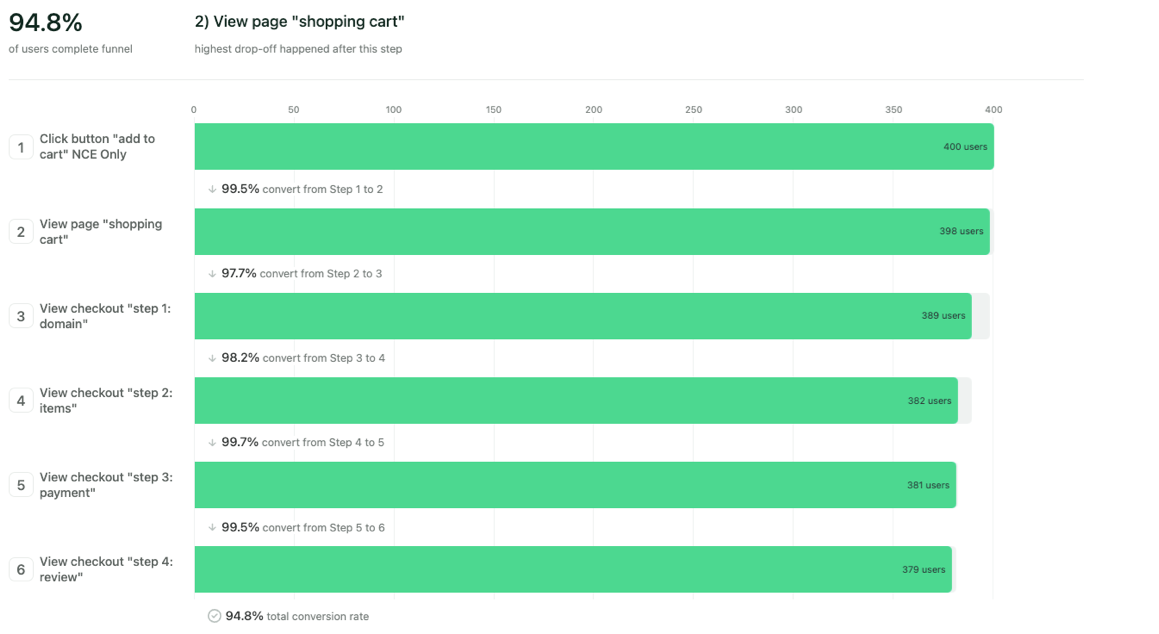 94.8%
of users complete funnel
2) View page "shopping cart"
highest drop-off happened after this step
0 50 100 150 200 250 300 350 400
1
Click button "add to
cart" NCE Only
400 users
99.5% convert from Step 1 to 2
2
View page "shopping
cart"
398 users
97.7% convert from Step 2 to 3
3
View checkout "step 1:
domain"
389 users
98.2% convert from Step 3 to 4
4
View checkout "step 2:
items"
382 users
99.7% convert from Step 4 to 5
5
View checkout "step 3:
payment"
381 users
99.5% convert from Step 5 to 6
6
View checkout "step 4:
review"
379 users
94.8% total conversion rate